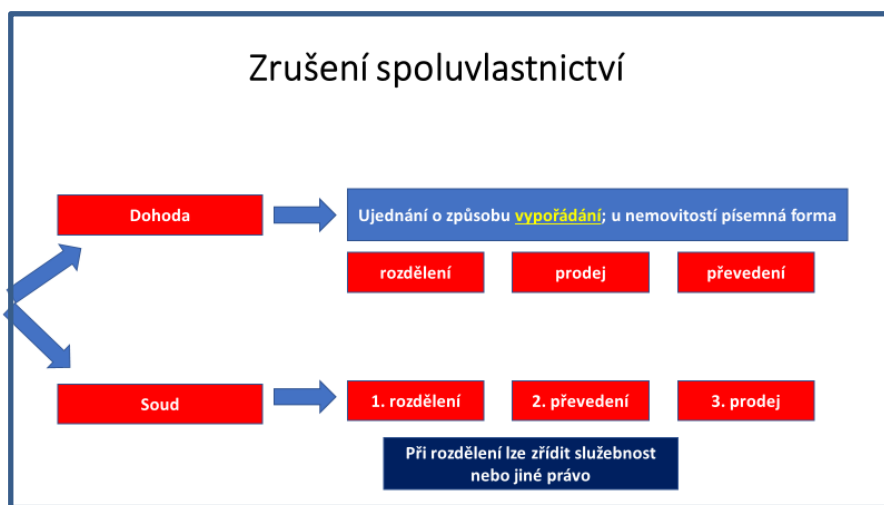 Zrušení spoluvlastnictví
Dohoda
Ujednání o způsobu vypořádání; u nemovitostí písemná forma
rozdělení
prodej
převedení
Soud
1. rozdělení
2. převedení
3. prodej
Při rozdělení lze zřídit služebnost
nebo jiné právo